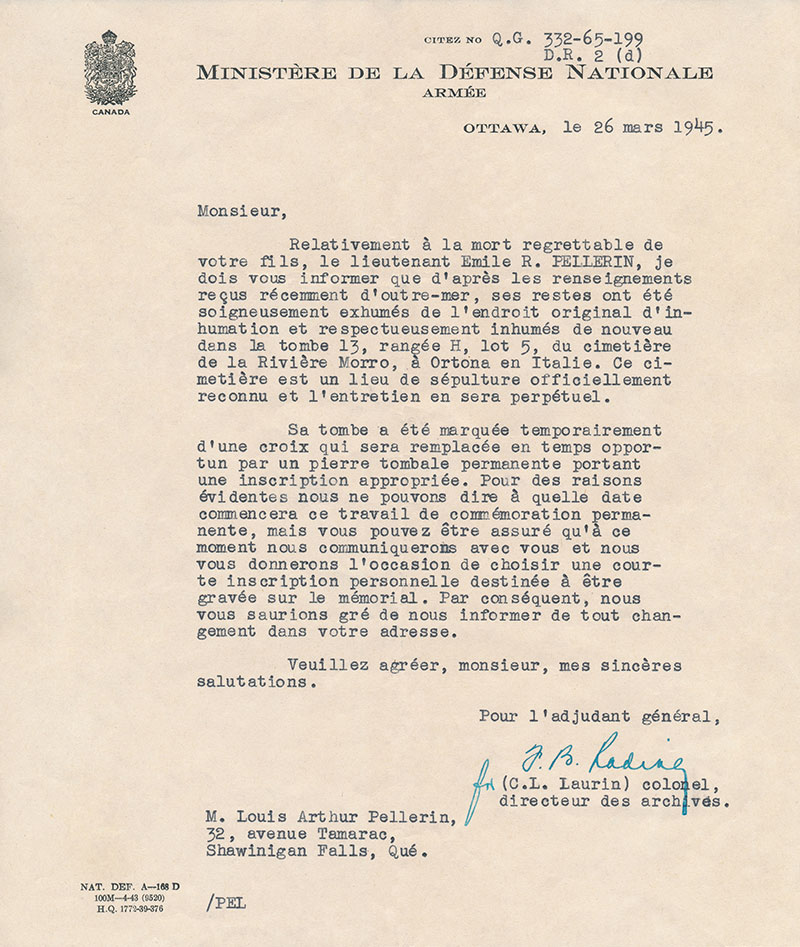 CITEZ NO Q.G. 332-65-199
D.R. 2 (d)
CANADA
MINISTÈRE DE LA DÉFENSE NATIONALE
ARMÉE
OTTAWA, le 26 mars 1945.
Monsieur,
Relativement à la mort regrettable de
votre fils, le lieutenant Emile R. PELLERIN, je
dois vous informer que d'après les renseignements
reçus récemment d'outre-mer, ses restes ont été
soigneusement exhumés de l'endroit original d'in-
humation et respectueusement inhumés de nouveau
dans la tombe 13, rangée H, lot 5, du cimetière
de la Rivière Morro, à Ortona en Italie. Ce ci-
metière est un lieu de sépulture officiellement
reconnu et l'entretien en sera perpétuel.
Sa tombe a été marquée temporairement
d'une croix qui sera remplacée en temps oppor-
tun par un pierre tombale permanente portant
une inscription appropriée. Pour des raisons
évidentes nous ne pouvons dire à quelle date
commencera ce travail de commémoration perma-
nente, mais vous pouvez être assuré qu'à ce
moment nous communiquerons avec vous et nous
vous donnerons l'occasion de choisir une cour-
te inscription personnelle destinée à être
gravée sur le mémorial. Par conséquent, nous
vous saurions gré de nous informer de tout chan-
gement dans votre adresse.
Veuillez agréer, monsieur, mes sincères
salutations.
Pour l'adjudant général,
F. B.
for (C.L. Laurin) colonel,
directeur des archives.
M. Louis Arthur Pellerin,
32, avenue Tamarac,
Shawinigan Falls, Qué.
NAT. DEF. A—168 D
100M—4-43 (9520)
H.Q. 1772-39-376
/PEL